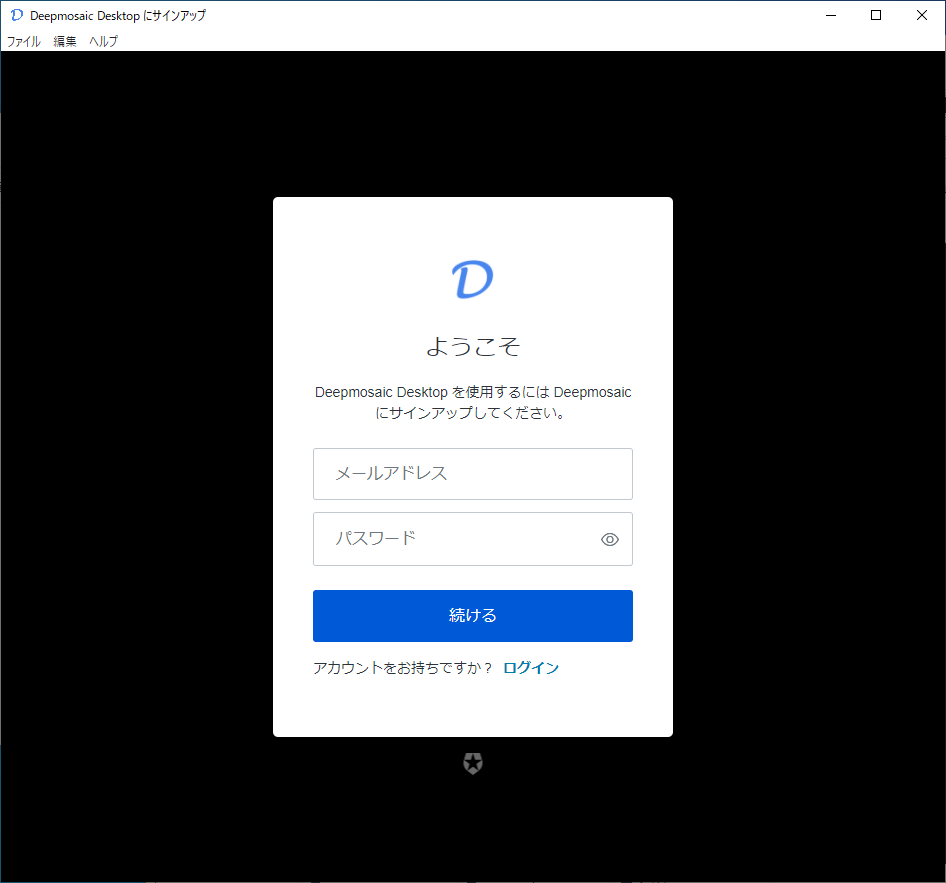 Deepmosaic Desktop にサインアップ
ファイル 編集 ヘルプ
D
ようこそ
Deepmosaic Desktop を使用するには Deepmosaic
にサインアップしてください。
メールアドレス
パスワード
続ける
アカウントをお持ちですか？ ログイン